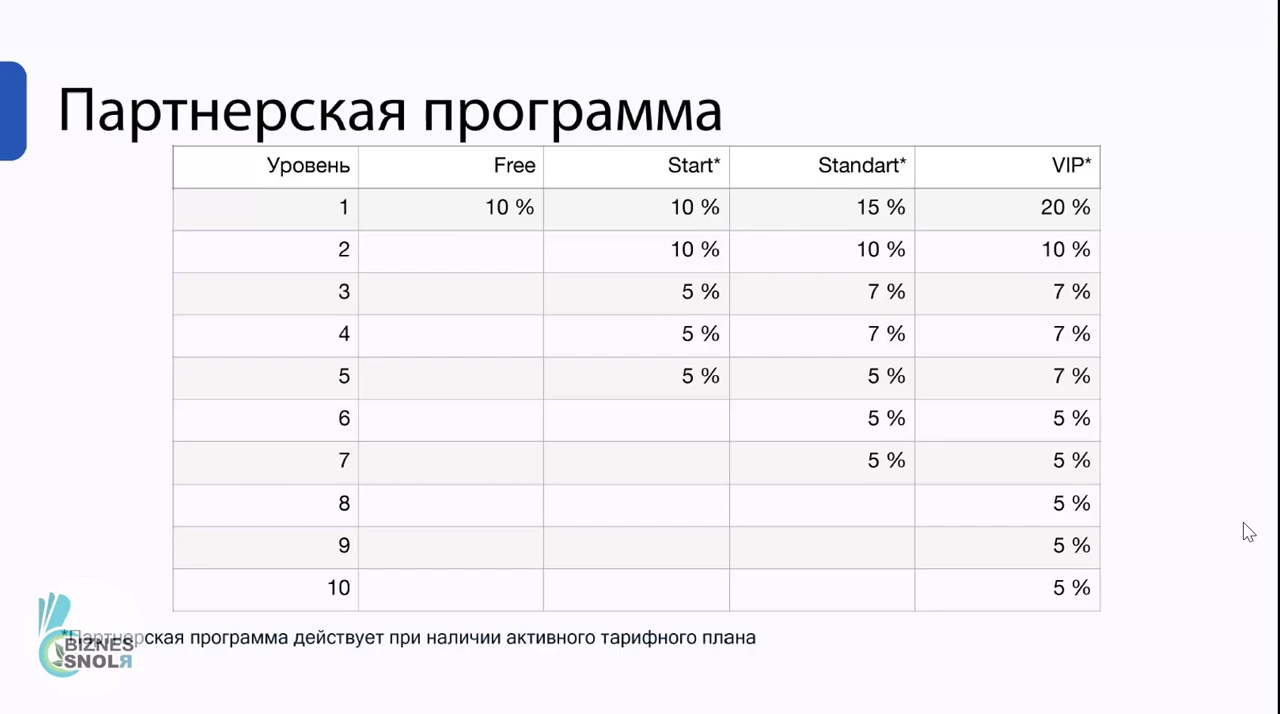 Партнерская программа
Уровень Free Start* Standart* VIP*
1 10 % 10 % 15 % 20 %
2 10 % 10 % 10 %
3 5 % 7 % 7 %
4 5 % 7 % 7 %
5 5 % 5 % 7 %
6 5 % 5 %
7 5 % 5 %
8 5 %
9 5 %
10 5 %
*Партнерская программа действует при наличии активного тарифного плана
BIZNES
SNOLЯ